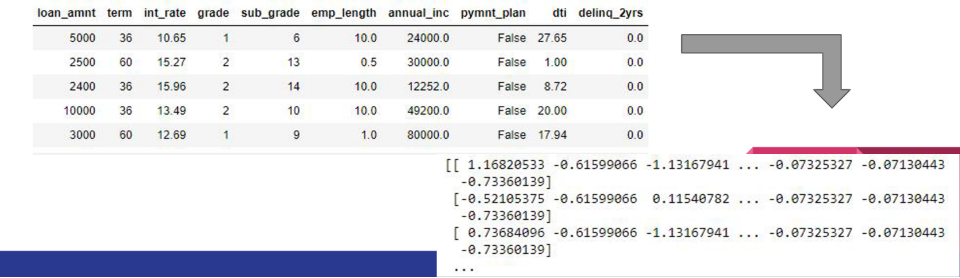 loan_amnt term int_rate grade sub_grade emp_length annual_inc pymnt_plan dti delinq_2yrs
5000 36 10.65 1 6 10.0 24000.0 False 27.65 0.0
2500 60 15.27 2 13 0.5 30000.0 False 1.00 0.0
2400 36 15.96 2 14 10.0 12252.0 False 8.72 0.0
10000 36 13.49 2 10 10.0 49200.0 False 20.00 0.0
3000 60 12.69 1 9 1.0 80000.0 False 17.94 0.0
[[ 1.16820533 -0.61599066 -1.13167941 ... -0.07325327 -0.07130443
-0.73360139]
[-0.52105375 -0.61599066 0.11540782 ... -0.07325327 -0.07130443
-0.73360139]
[ 0.73684096 -0.61599066 -1.13167941 ... -0.07325327 -0.07130443
-0.73360139]
...